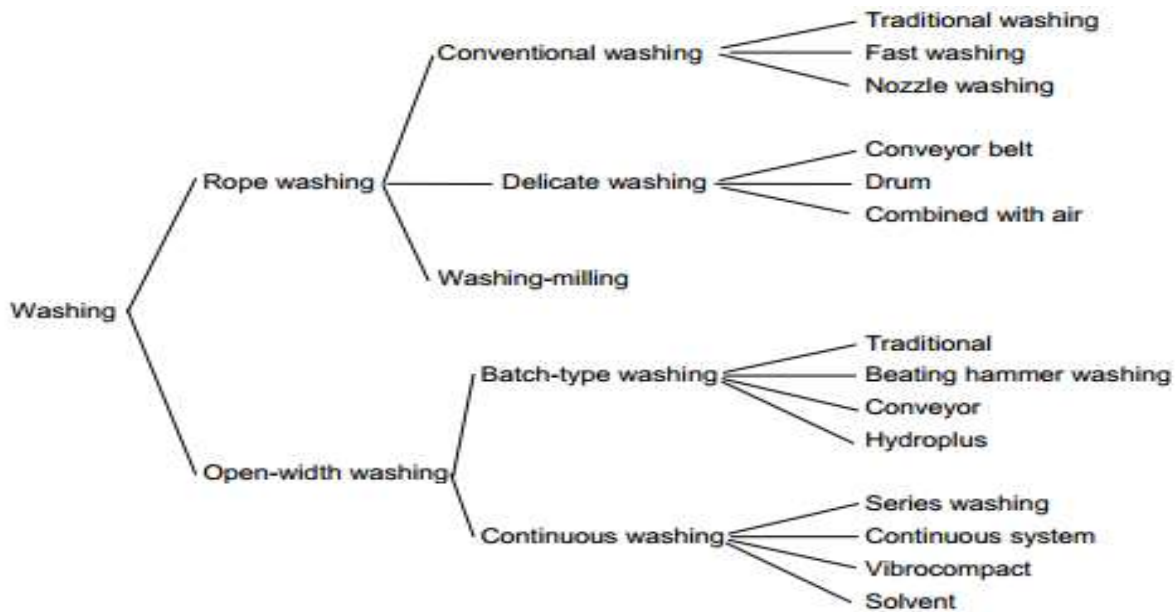 Traditional washing
Conventional washing
Fast washing
Nozzle washing
Conveyor belt
Rope washing
Delicate washing
Drum
Combined with air
Washing-milling
Washing
Traditional
Batch-type washing
Beating hammer washing
Conveyor
Hydroplus
Open-width washing
Series washing
Continuous washing
Continuous system
Vibrocompact
Solvent